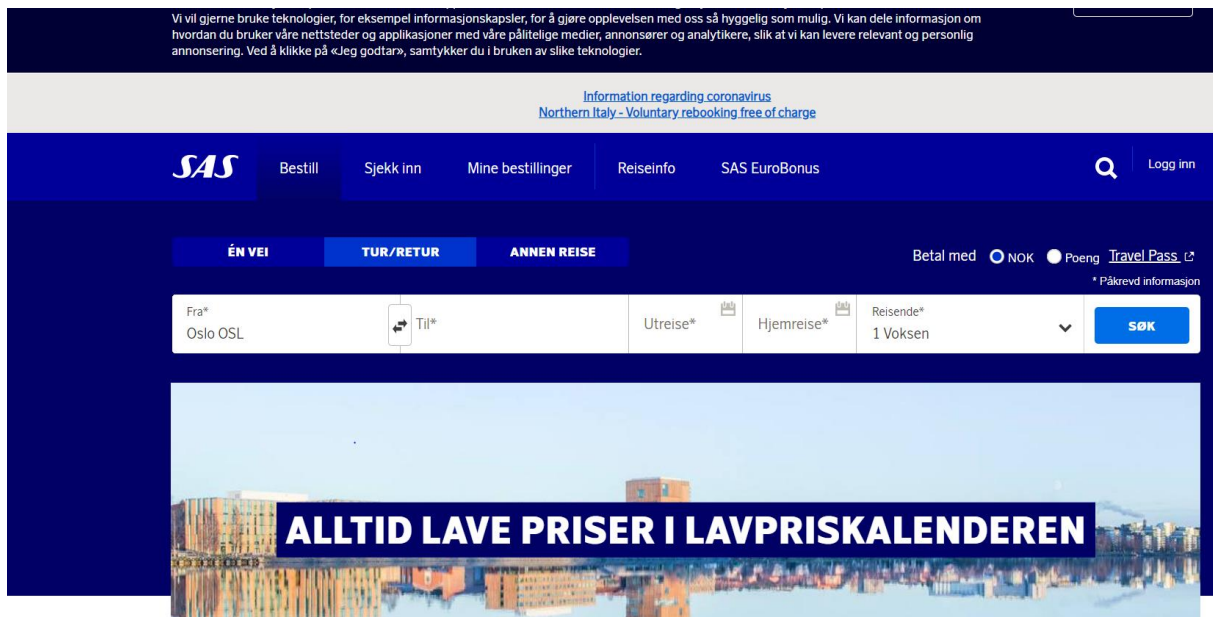 Vi vil gjerne bruke teknologier, for eksempel informasjonskapsler, for å gjøre opplevelsen med oss så hyggelig som mulig. Vi kan dele informasjon om
hvordan du bruker våre nettsteder og applikasjoner med våre pålitelige medier, annonsører og analytikere, slik at vi kan levere relevant og personlig
annonsering. Ved å klikke på «Jeg godtar», samtykker du i bruken av slike teknologier.
Information regarding coronavirus
Northern Italy - Voluntary rebooking free of charge
SAS Bestill Sjekk inn Mine bestillinger Reiseinfo SAS EuroBonus Logg inn
ÉN VEI TUR/RETUR ANNEN REISE
Betal med NOK Poeng Travel Pass
* Påkrevd informasjon
Fra*
Oslo OSL
Til*
Utreise*
Hjemreise*
Reisende*
1 Voksen
SØK
ALLTID LAVE PRISER I LAVPRISKALENDEREN